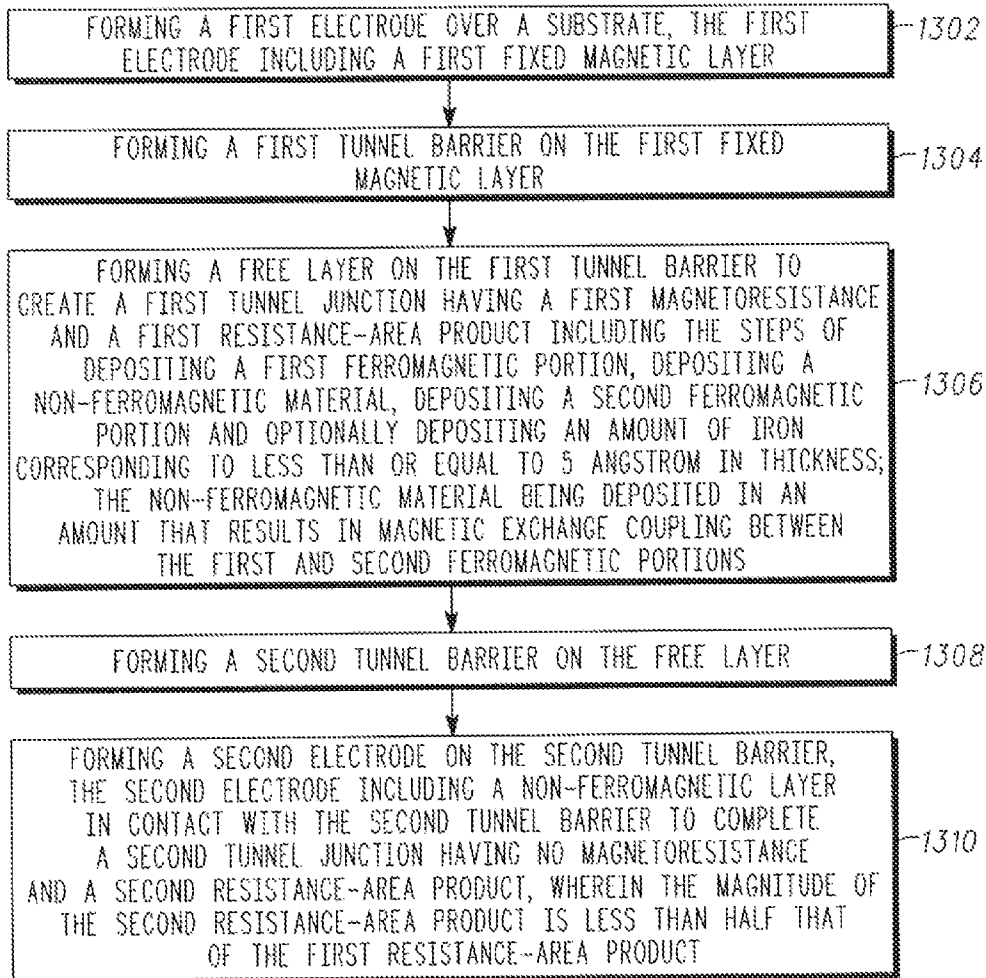 FORMING A FIRST ELECTRODE OVER A SUBSTRATE, THE FIRST
ELECTRODE INCLUDING A FIRST FIXED MAGNETIC LAYER
1302
FORMING A FIRST TUNNEL BARRIER ON THE FIRST FIXED
MAGNETIC LAYER
1304
FORMING A FREE LAYER ON THE FIRST TUNNEL BARRIER TO
CREATE A FIRST TUNNEL JUNCTION HAVING A FIRST MAGNETORESISTANCE
AND A FIRST RESISTANCE-AREA PRODUCT INCLUDING THE STEPS OF
DEPOSITING A FIRST FERROMAGNETIC PORTION, DEPOSITING A
NON-FERROMAGNETIC MATERIAL, DEPOSITING A SECOND FERROMAGNETIC
PORTION AND OPTIONALLY DEPOSITING AN AMOUNT OF IRON
CORRESPONDING TO LESS THAN OR EQUAL TO 5 ANGSTROM IN THICKNESS;
THE NON-FERROMAGNETIC MATERIAL BEING DEPOSITED IN AN
AMOUNT THAT RESULTS IN MAGNETIC EXCHANGE COUPLING BETWEEN
THE FIRST AND SECOND FERROMAGNETIC PORTIONS
1306
FORMING A SECOND TUNNEL BARRIER ON THE FREE LAYER
1308
FORMING A SECOND ELECTRODE ON THE SECOND TUNNEL BARRIER,
THE SECOND ELECTRODE INCLUDING A NON-FERROMAGNETIC LAYER
IN CONTACT WITH THE SECOND TUNNEL BARRIER TO COMPLETE
A SECOND TUNNEL JUNCTION HAVING NO MAGNETORESISTANCE
AND A SECOND RESISTANCE-AREA PRODUCT, WHEREIN THE MAGNITUDE OF
THE SECOND RESISTANCE-AREA PRODUCT IS LESS THAN HALF THAT
OF THE FIRST RESISTANCE-AREA PRODUCT
1310